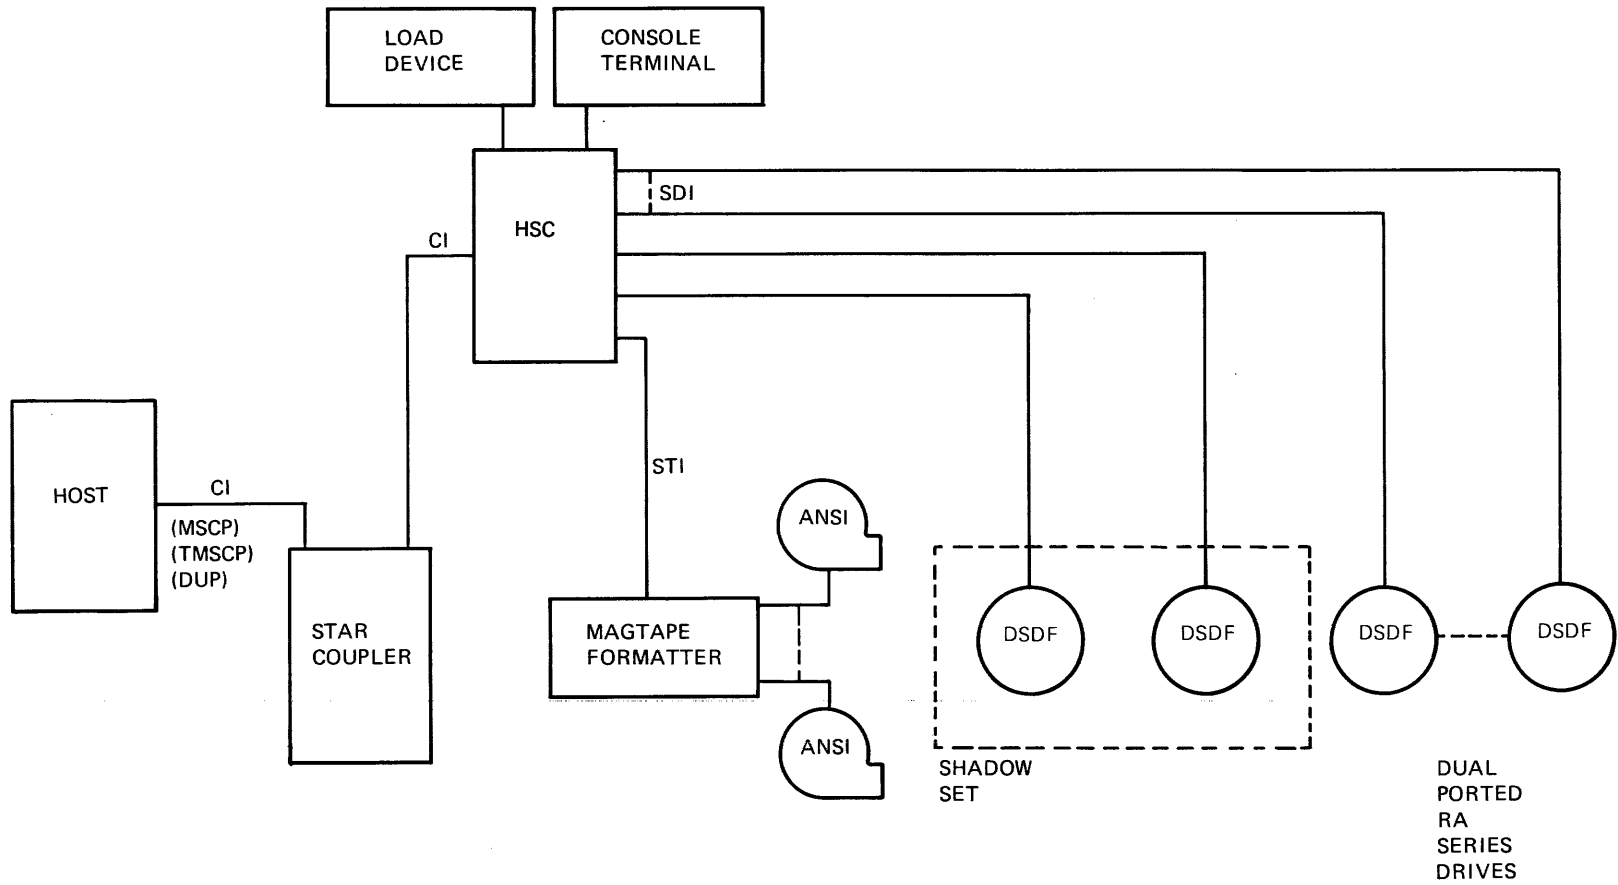 LOAD
DEVICE
CONSOLE
TERMINAL
SDI
HSC
CI
STI
HOST
CI
(MSCP)
(TMSCP)
(DUP)
ANSI
STAR
COUPLER
MAGTAPE
FORMATTER
DSDF
DSDF
DSDF
DSDF
ANSI
SHADOW
SET
DUAL
PORTED
RA
SERIES
DRIVES